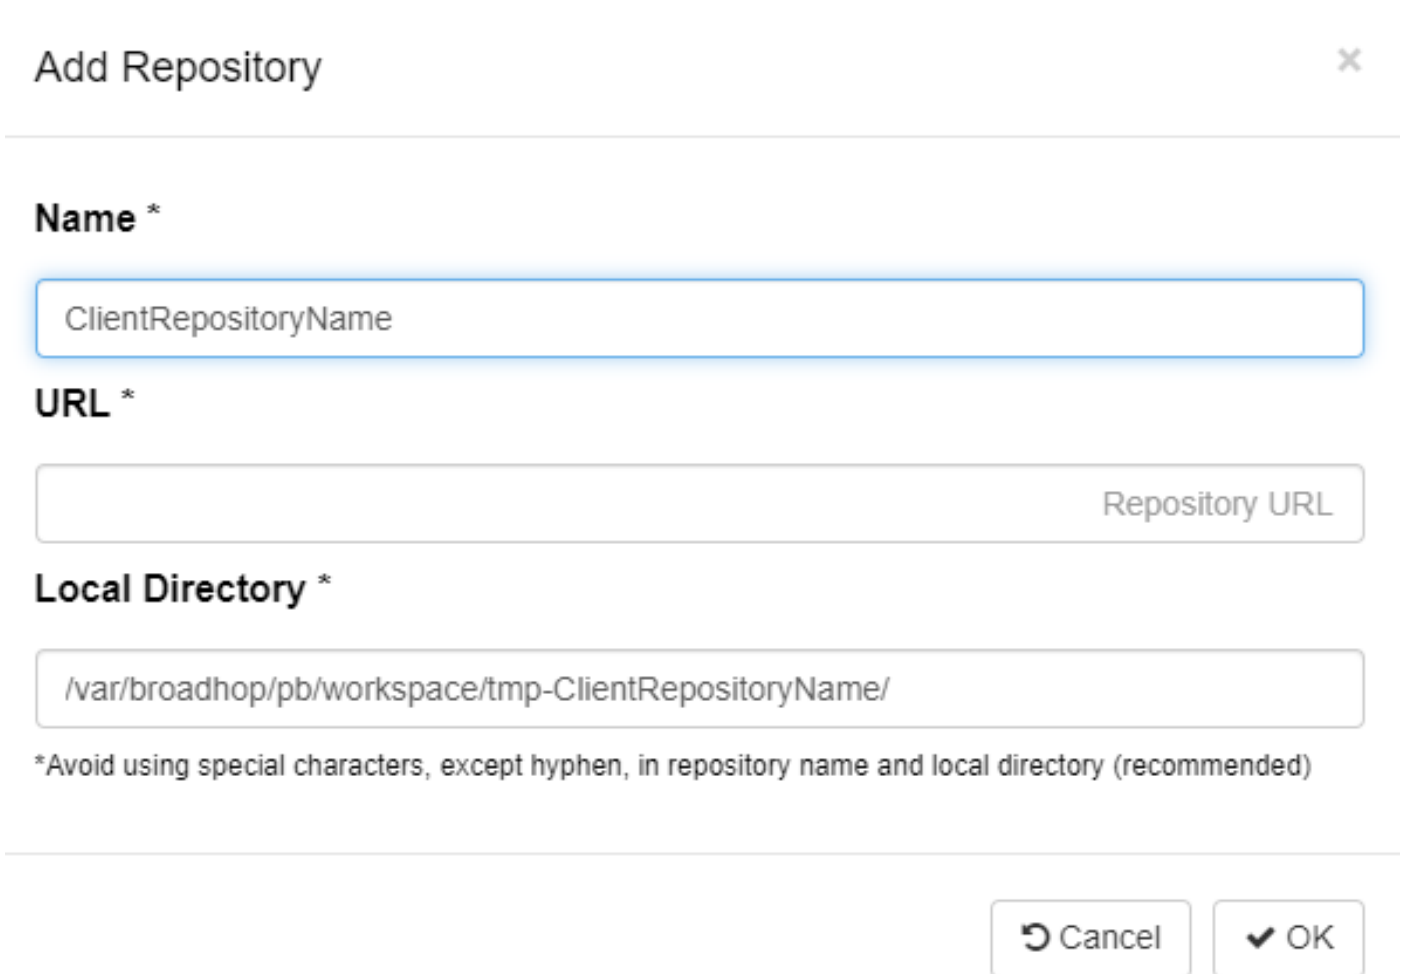 Add Repository ×
Name *
ClientRepositoryName
URL *
Repository URL
Local Directory *
/var/broadhop/pb/workspace/tmp-ClientRepositoryName/
*Avoid using special characters, except hyphen, in repository name and local directory (recommended)
Cancel OK